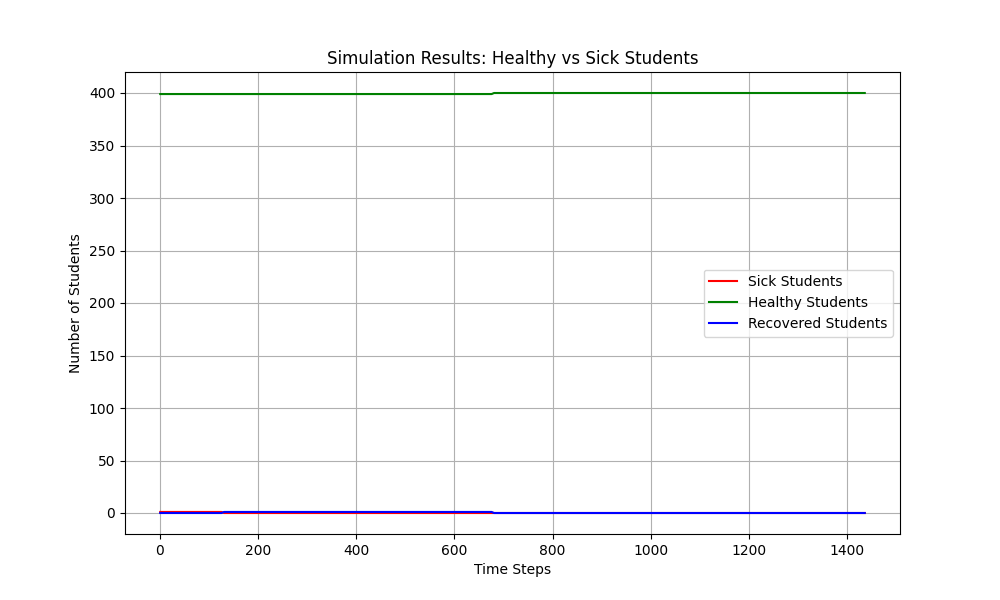 Simulation Results: Healthy vs Sick Students
400
350
300
250
200
150
100
50
0
Number of Students
Sick Students
Healthy Students
Recovered Students
0 200 400 600 800 1000 1200 1400
Time Steps